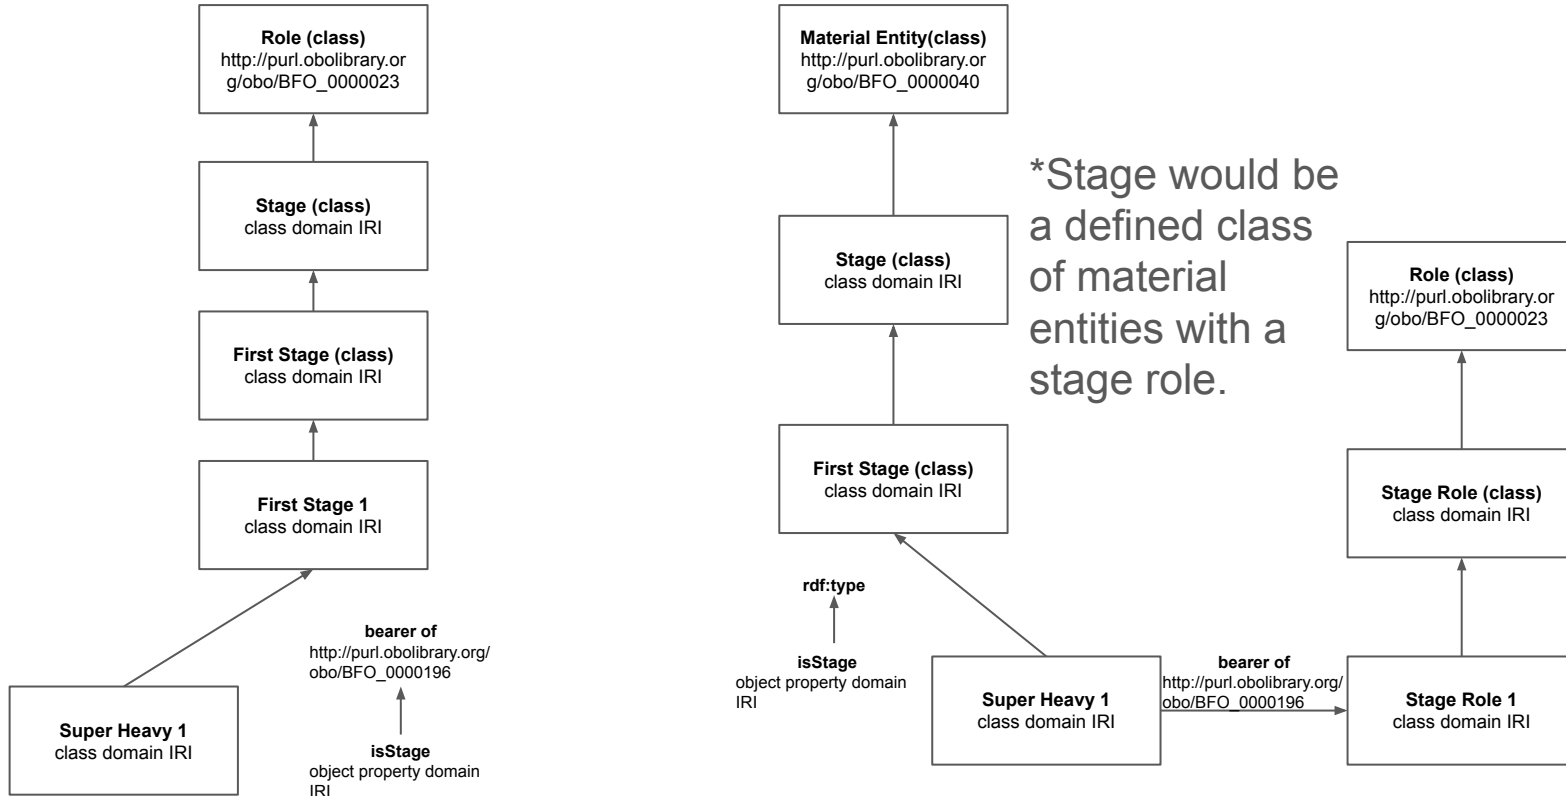 Role (class)
http://purl.obolibrary.or
g/obo/BFO_0000023
Stage (class)
class domain IRI
First Stage (class)
class domain IRI
First Stage 1
class domain IRI
bearer of
http://purl.obolibrary.org/
obo/BFO_0000196
Super Heavy 1
class domain IRI
isStage
object property domain
IRI
Material Entity(class)
http://purl.obolibrary.or
g/obo/BFO_0000040
*Stage would be
a defined class
of material
entities with a
stage role.
Stage (class)
class domain IRI
First Stage (class)
class domain IRI
rdf:type
isStage
object property domain
IRI
Super Heavy 1
class domain IRI
bearer of
http://purl.obolibrary.org/
obo/BFO_0000196
Role (class)
http://purl.obolibrary.or
g/obo/BFO_0000023
Stage Role (class)
class domain IRI
Stage Role 1
class domain IRI